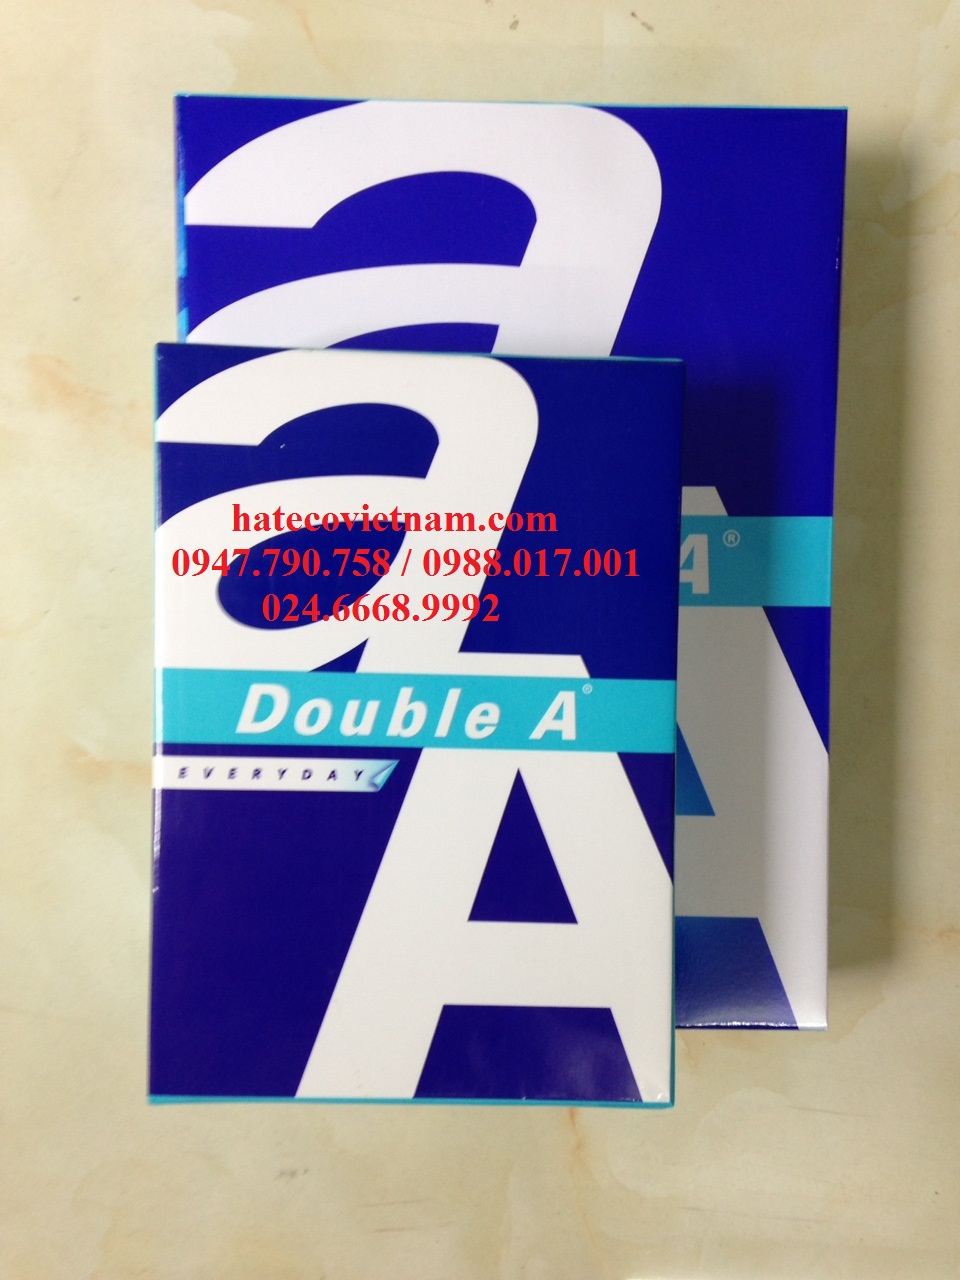 a
a
hatecovietnam.com
0947.790.758 / 0988.017.001
024.6668.9992
A®
Double A®
EVERYDAY
A